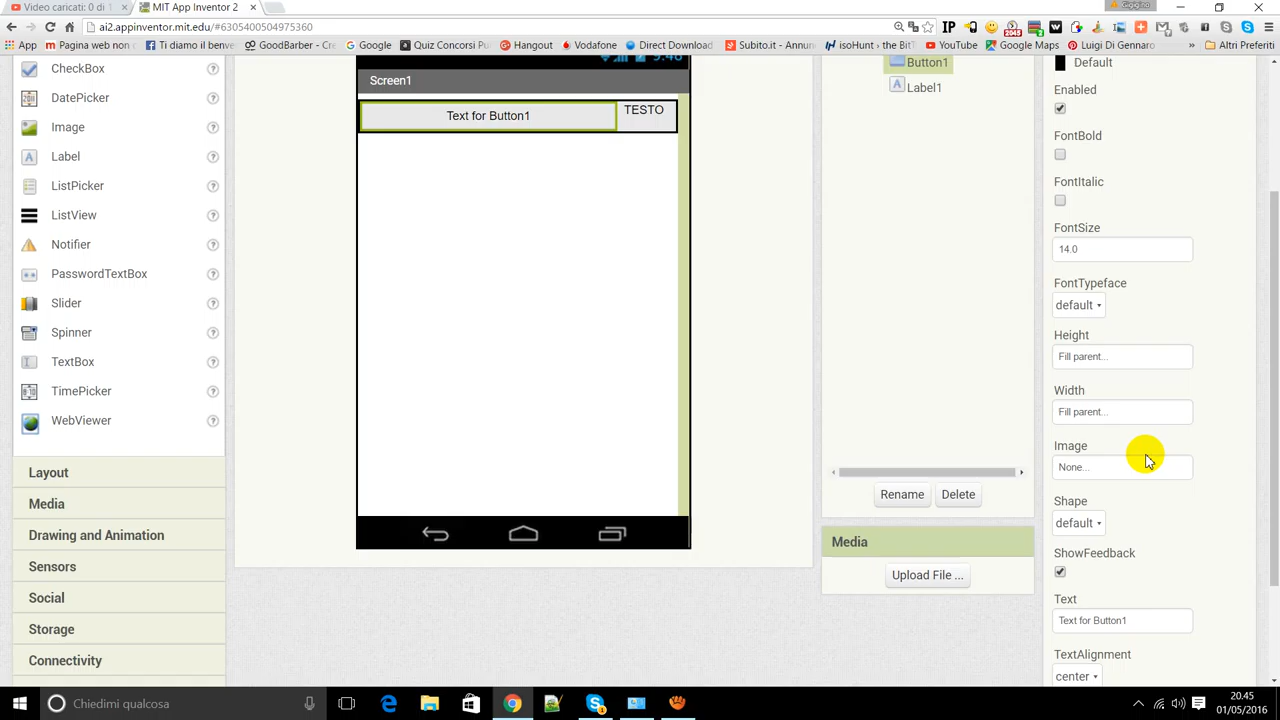 Video caricati: 0 di 1
MIT App Inventor 2
ai2.appinventor.mit.edu/#6305400504975360
App
Pagina web non
Ti diamo il benve
GoodBarber - Cre
Google
Quiz Concorsi Pu
Hangout
Vodafone
Direct Download
Subito.it - Annun
isoHunt - the BitT
YouTube
Google Maps
Luigi Di Gennaro
Altri Preferiti
CheckBox
DatePicker
Image
Label
ListPicker
ListView
Notifier
PasswordTextBox
Slider
Spinner
TextBox
TimePicker
WebViewer
Layout
Media
Drawing and Animation
Sensors
Social
Storage
Connectivity
9:48
Screen1
Text for Button1
TESTO
Button1
Label1
Rename
Delete
Media
Upload File ...
Default
Enabled
FontBold
FontItalic
FontSize
14.0
FontTypeface
default
Height
Fill parent...
Width
Fill parent...
Image
None...
Shape
default
ShowFeedback
Text
Text for Button1
TextAlignment
center
Chiedimi qualcosa
20.45
01/05/2016